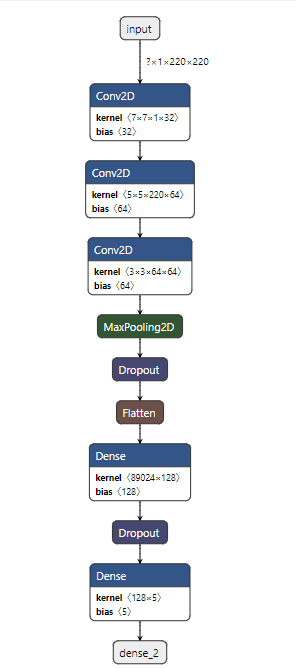 input
?×1×220×220
Conv2D
kernel ⟨7×7×1×32⟩
bias ⟨32⟩
Conv2D
kernel ⟨5×5×220×64⟩
bias ⟨64⟩
Conv2D
kernel ⟨3×3×64×64⟩
bias ⟨64⟩
MaxPooling2D
Dropout
Flatten
Dense
kernel ⟨89024×128⟩
bias ⟨128⟩
Dropout
Dense
kernel ⟨128×5⟩
bias ⟨5⟩
dense_2